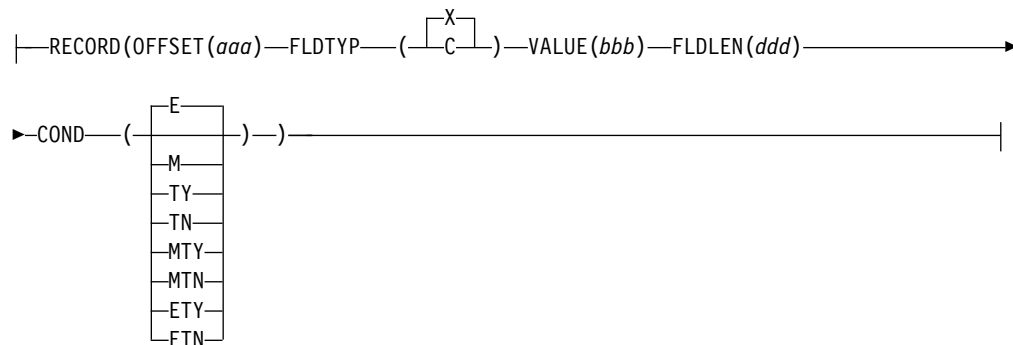 X
RECORD(OFFSET(aaa) FLDTYP ( C ) VALUE(bbb) FLDLEN(ddd)
E
COND ( ) )
M
TY
TN
MTY
MTN
ETY
ETN